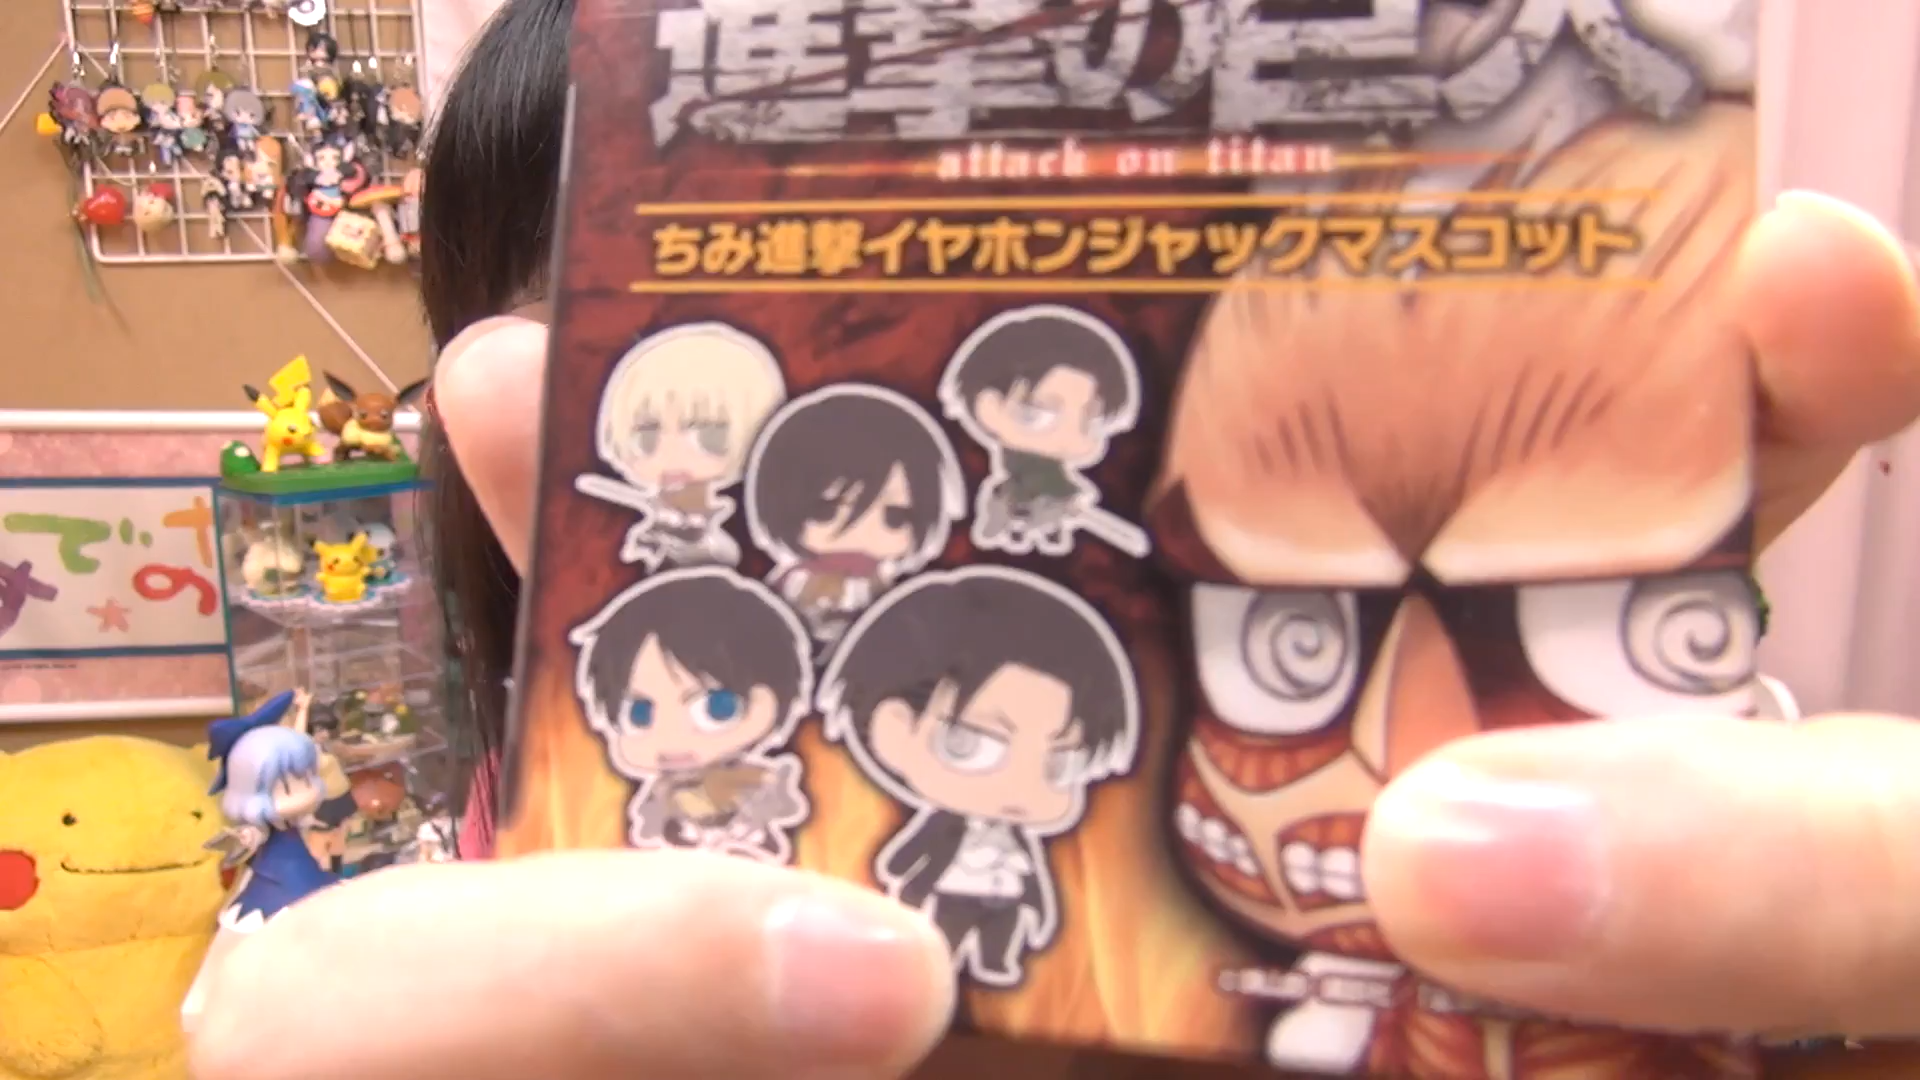 進撃の巨人
attack on titan
ちみ進撃イヤホンジャックマスコット